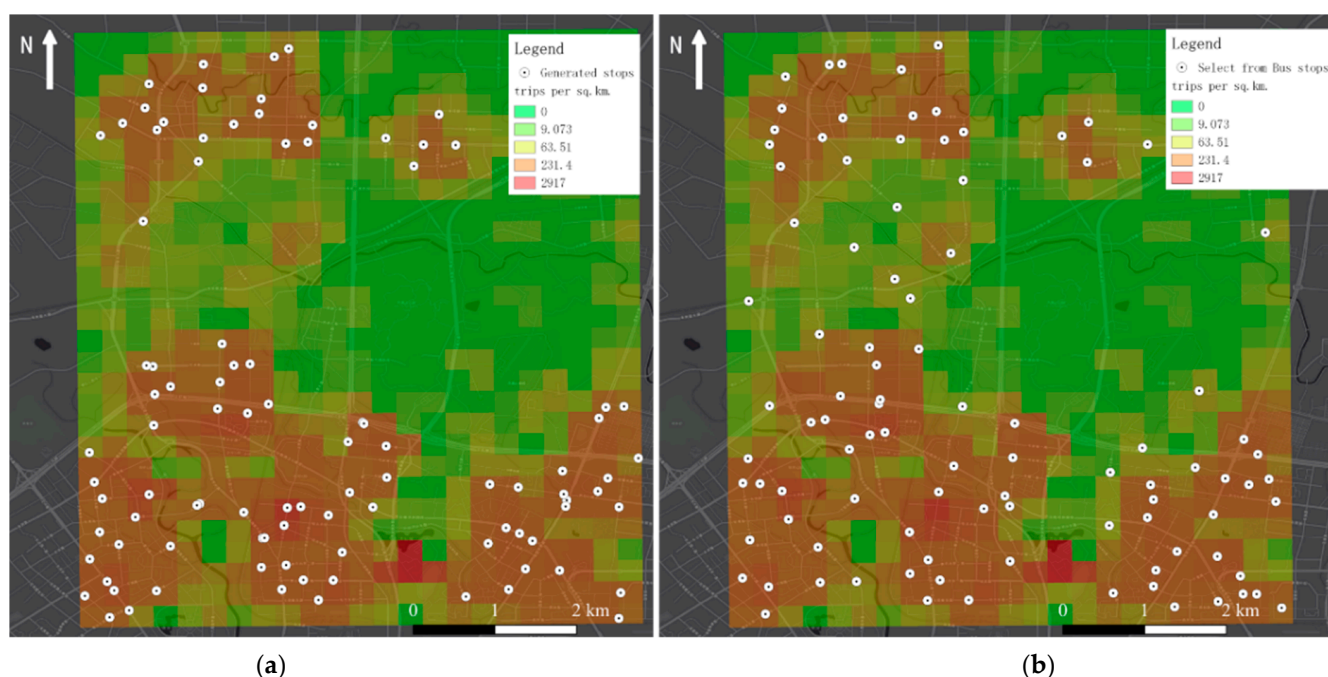 N
Legend
Generated stops
trips per sq.km.
0
9.073
63.51
231.4
2917
0 1 2 km
(a)
N
Legend
Select from Bus stops
trips per sq.km.
0
9.073
63.51
231.4
2917
0 1 2 km
(b)